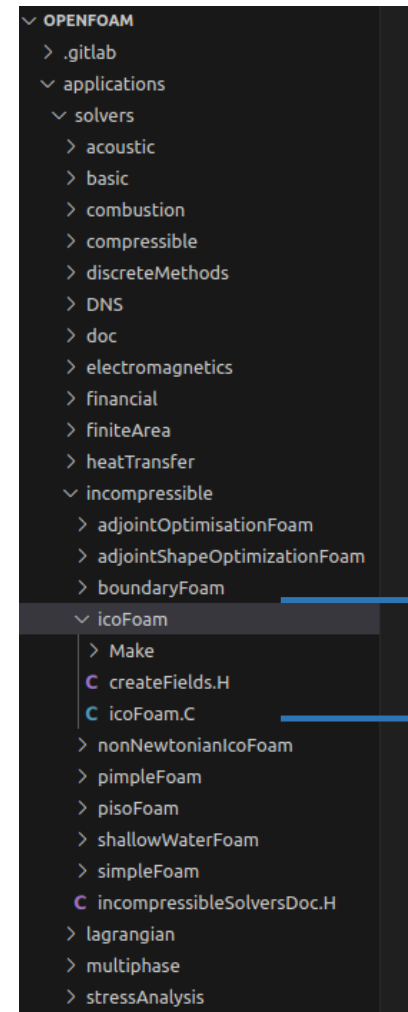 OPENFOAM
.gitlab
applications
solvers
acoustic
basic
combustion
compressible
discreteMethods
DNS
doc
electromagnetics
financial
finiteArea
heatTransfer
incompressible
adjointOptimisationFoam
adjointShapeOptimizationFoam
boundaryFoam
icoFoam
Make
C createFields.H
C icoFoam.C
nonNewtonianIcoFoam
pimpleFoam
pisoFoam
shallowWaterFoam
simpleFoam
C incompressibleSolversDoc.H
lagrangian
multiphase
stressAnalysis